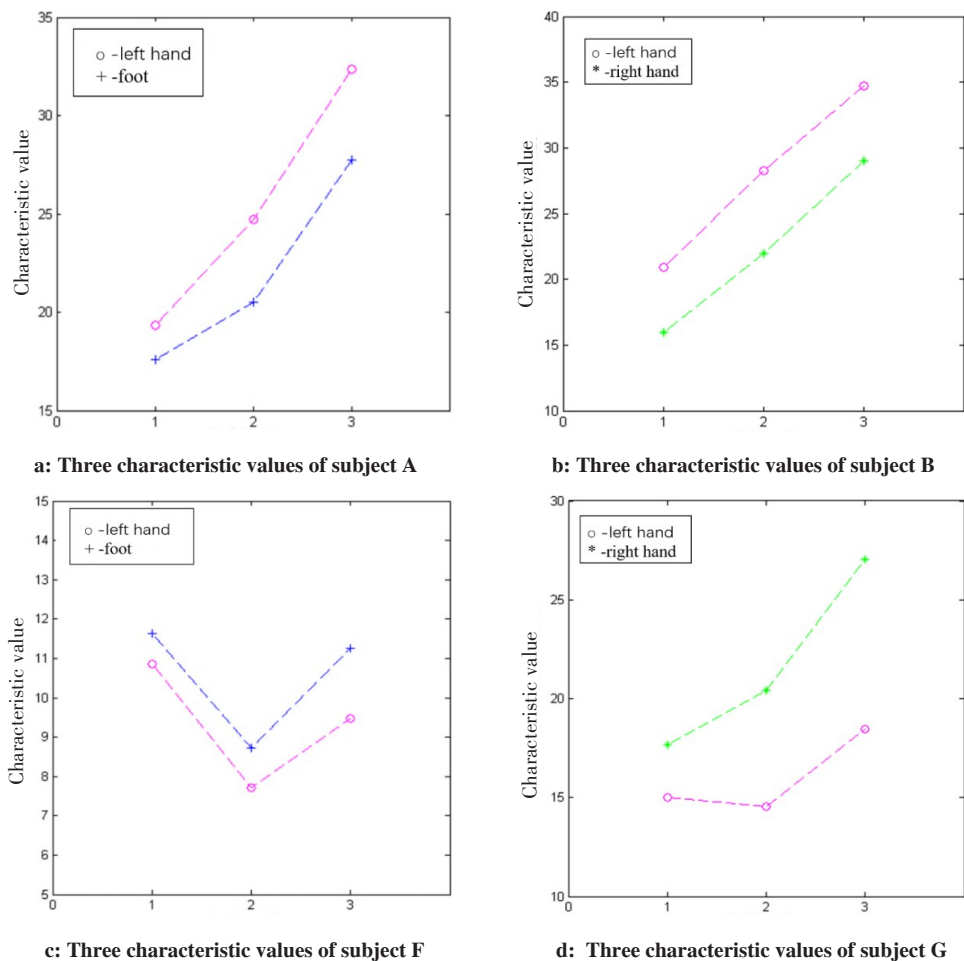 35
30
25
20
15
0
1
2
3
Characteristic value
o -left hand
+ -foot
a: Three characteristic values of subject A
40
35
30
25
20
15
10
0
1
2
3
Characteristic value
o -left hand
* -right hand
b: Three characteristic values of subject B
15
14
13
12
11
10
9
8
7
6
5
0
1
2
3
Characteristic value
o -left hand
+ -foot
c: Three characteristic values of subject F
30
25
20
15
10
0
1
2
3
Characteristic value
o -left hand
* -right hand
d: Three characteristic values of subject G